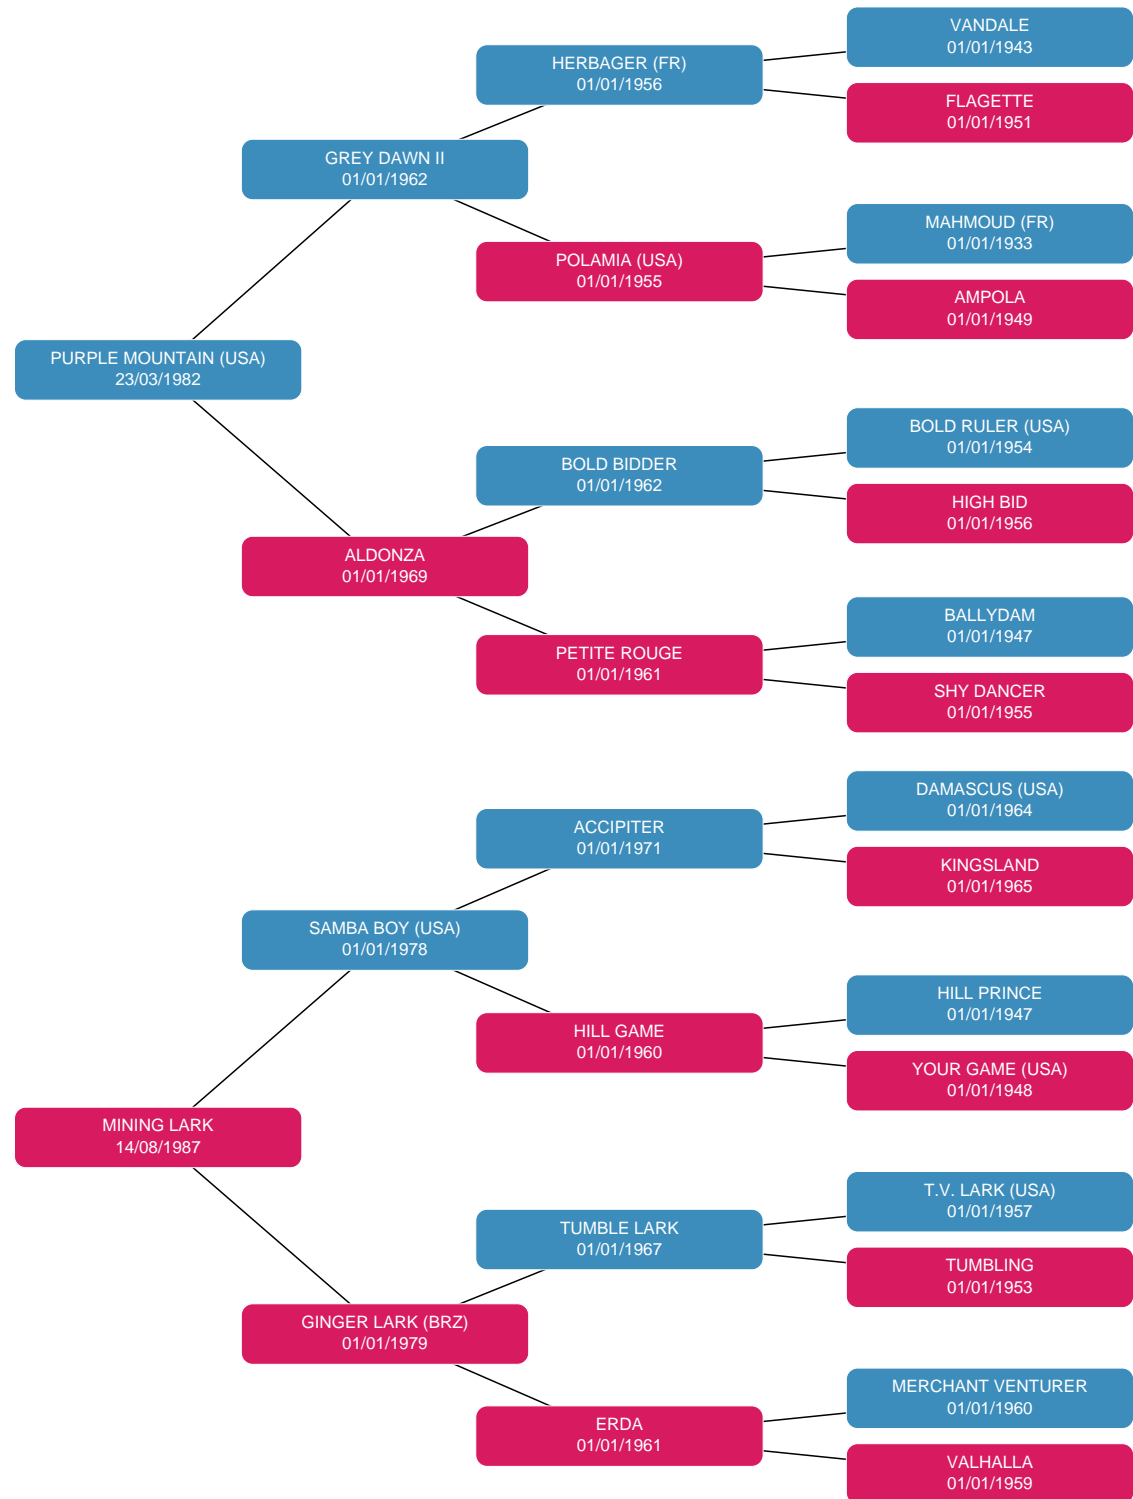 VANDALE
01/01/1943
HERBAGER (FR)
01/01/1956
FLAGETTE
01/01/1951
GREY DAWN II
01/01/1962
MAHMOUD (FR)
01/01/1933
POLAMIA (USA)
01/01/1955
AMPOLA
01/01/1949
PURPLE MOUNTAIN (USA)
23/03/1982
BOLD RULER (USA)
01/01/1954
BOLD BIDDER
01/01/1962
HIGH BID
01/01/1956
ALDONZA
01/01/1969
BALLYDAM
01/01/1947
PETITE ROUGE
01/01/1961
SHY DANCER
01/01/1955
DAMASCUS (USA)
01/01/1964
ACCIPITER
01/01/1971
KINGSLAND
01/01/1965
SAMBA BOY (USA)
01/01/1978
HILL PRINCE
01/01/1947
HILL GAME
01/01/1960
YOUR GAME (USA)
01/01/1948
MINING LARK
14/08/1987
T.V. LARK (USA)
01/01/1957
TUMBLE LARK
01/01/1967
TUMBLING
01/01/1953
GINGER LARK (BRZ)
01/01/1979
MERCHANT VENTURER
01/01/1960
ERDA
01/01/1961
VALHALLA
01/01/1959